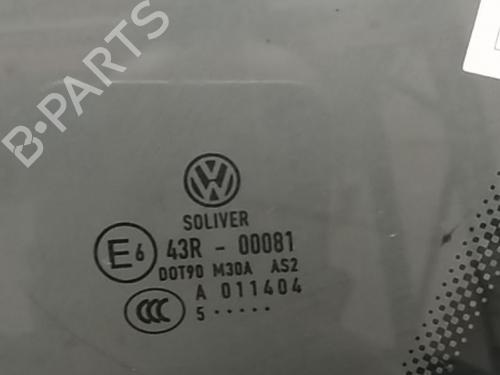 B-PARTS
VW
SOLIVER
E6 43R - 00081
DOT90 M30A AS2
CCC A 011404
5 · · · · ·